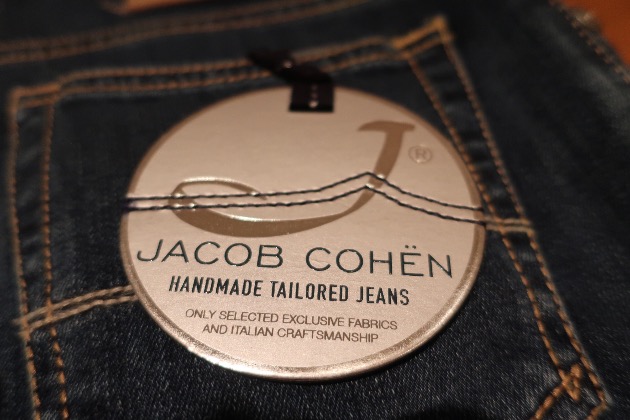 J®
JACOB COHËN
HANDMADE TAILORED JEANS
ONLY SELECTED EXCLUSIVE FABRICS
AND ITALIAN CRAFTSMANSHIP